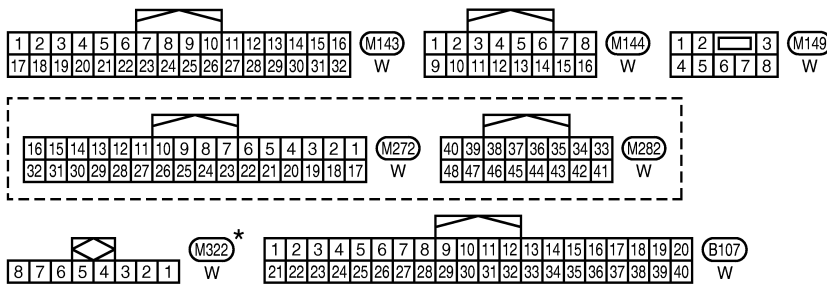 1 2 3 4 5 6 7 8 9 10 11 12 13 14 15 16 M143
17 18 19 20 21 22 23 24 25 26 27 28 29 30 31 32 W
1 2 3 4 5 6 7 8 M144
9 10 11 12 13 14 15 16 W
1 2 3 M149
4 5 6 7 8 W
16 15 14 13 12 11 10 9 8 7 6 5 4 3 2 1 M272
32 31 30 29 28 27 26 25 24 23 22 21 20 19 18 17 W
40 39 38 37 36 35 34 33 M282
48 47 46 45 44 43 42 41 W
M322 *
8 7 6 5 4 3 2 1 W
1 2 3 4 5 6 7 8 9 10 11 12 13 14 15 16 17 18 19 20 B107
21 22 23 24 25 26 27 28 29 30 31 32 33 34 35 36 37 38 39 40 W